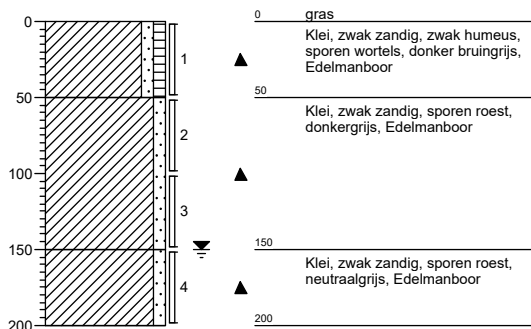 0
50
100
150
200
1
2
3
4
0
gras
Klei, zwak zandig, zwak humeus,
sporen wortels, donker bruingrijs,
Edelmanboor
50
Klei, zwak zandig, sporen roest,
donkergrijs, Edelmanboor
150
Klei, zwak zandig, sporen roest,
neutraalgrijs, Edelmanboor
200